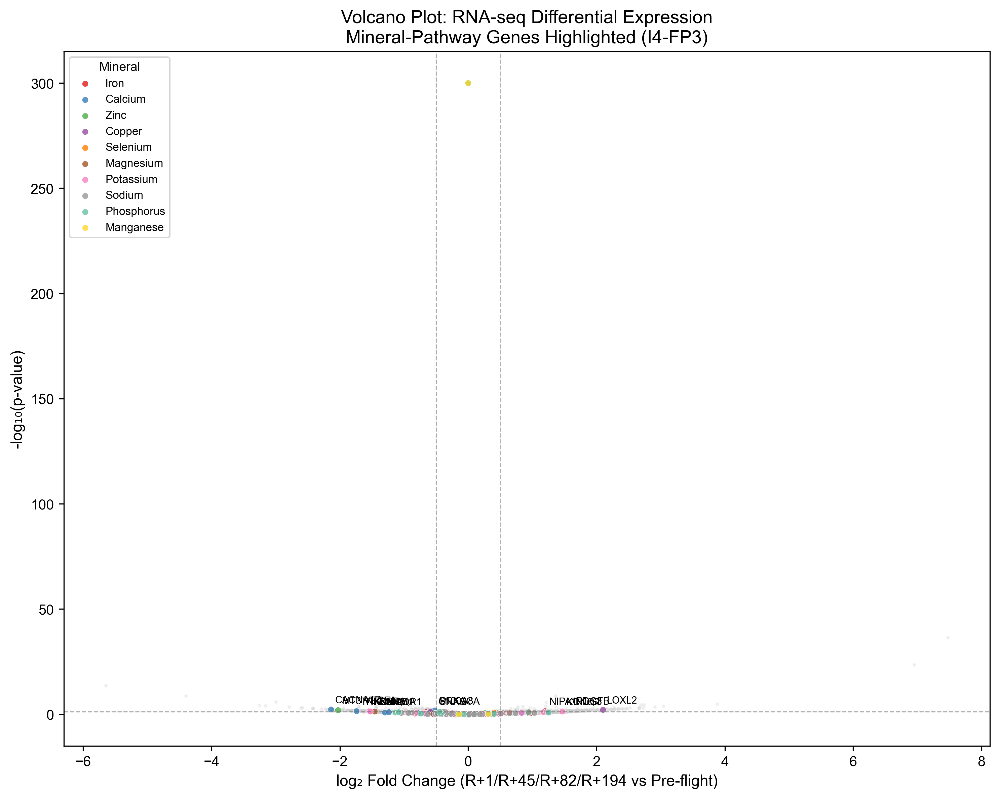 Volcano Plot: RNA-seq Differential Expression
Mineral-Pathway Genes Highlighted (I4-FP3)
Mineral
Iron
Calcium
Zinc
Copper
Selenium
Magnesium
Potassium
Sodium
Phosphorus
Manganese
-log₁₀(p-value)
300
250
200
150
100
50
0
LOXL2
−6
−4
−2
0
2
4
6
8
log₂ Fold Change (R+1/R+45/R+82/R+194 vs Pre-flight)